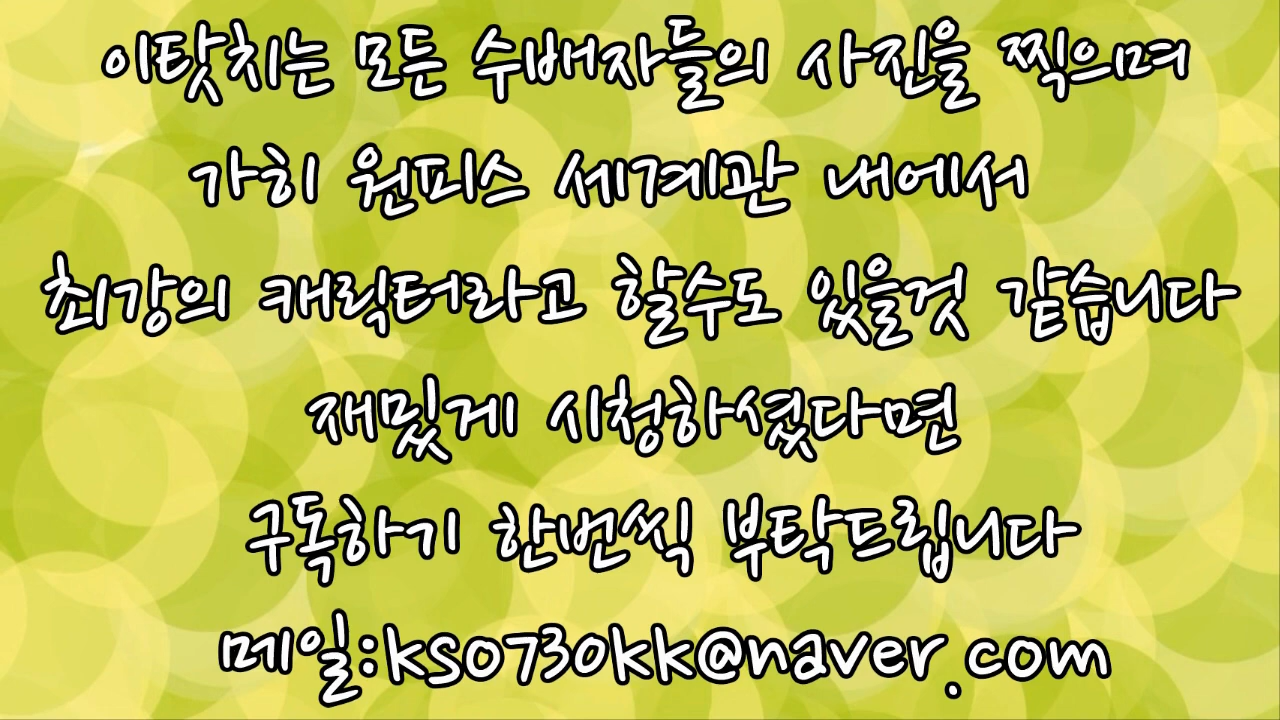 이탓치는 모든 수배자들의 사진을 찍으며
가히 원피스 세계관 내에서
최강의 캐릭터라고 할수도 있을것 같습니다
재밌게 시청하셨다면
구독하기 한번씩 부탁드립니다
메일:kso730kk@naver.com